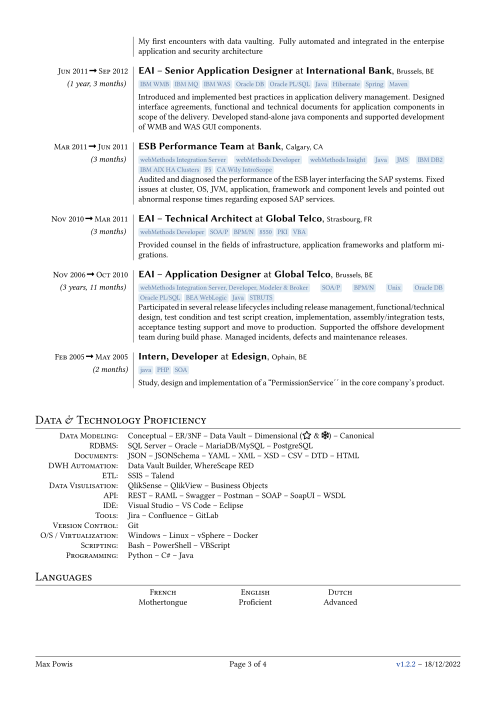 My first encounters with data vaulting. Fully automated and integrated in the enterpise
application and security architecture
Jun 2011➞Sep 2012 EAI – Senior Application Designer at International Bank, Brussels, BE
(1 year, 3 months) IBM WMB IBM MQ IBM WAS Oracle DB Oracle PL/SQL Java Hibernate Spring Maven
Introduced and implemented best practices in application delivery management. Designed
interface agreements, functional and technical documents for application components in
scope of the delivery. Developed stand-alone java components and supported development
of WMB and WAS GUI components.
Mar 2011➞Jun 2011 ESB Performance Team at Bank, Calgary, CA
(3 months) webMethods Integration Server webMethods Developer webMethods Insight Java JMS IBM DB2
IBM AIX HA Clusters F5 CA Wily IntroScope
Audited and diagnosed the performance of the ESB layer interfacing the SAP systems. Fixed
issues at cluster, OS, JVM, application, framework and component levels and pointed out
abnormal response times regarding exposed SAP services.
Nov 2010➞Mar 2011 EAI – Technical Architect at Global Telco, Strasbourg, FR
(3 months) webMethods Developer SOA/P BPM/N 8550 PKI VBA
Provided counsel in the fields of infrastructure, application frameworks and platform mi-
grations.
Nov 2006➞Oct 2010 EAI – Application Designer at Global Telco, Brussels, BE
(3 years, 11 months) webMethods Integration Server, Developer, Modeler & Broker SOA/P BPM/N Unix Oracle DB
Oracle PL/SQL BEA WebLogic Java STRUTS
Participated in several release lifecycles including release management, functional/technical
design, test condition and test script creation, implementation, assembly/integration tests,
acceptance testing support and move to production. Supported the offshore development
team during build phase. Managed incidents, defects and maintenance releases.
Feb 2005➞May 2005 Intern, Developer at Edesign, Ophain, BE
(2 months) java PHP SOA
Study, design and implementation of a "PermissionService´´ in the core company's product.
Data & Technology Proficiency
Data Modeling: Conceptual – ER/3NF – Data Vault – Dimensional (☆ & ❄) – Canonical
RDBMS: SQL Server – Oracle – MariaDB/MySQL – PostgreSQL
Documents: JSON – JSONSchema – YAML – XML – XSD – CSV – DTD – HTML
DWH Automation: Data Vault Builder, WhereScape RED
ETL: SSIS – Talend
Data Visulisation: QlikSense – QlikView – Business Objects
API: REST – RAML – Swagger – Postman – SOAP – SoapUI – WSDL
IDE: Visual Studio – VS Code – Eclipse
Tools: Jira – Confluence – GitLab
Version Control: Git
O/S / Virtualization: Windows – Linux – vSphere – Docker
Scripting: Bash – PowerShell – VBScript
Programming: Python – C# – Java
Languages
French English Dutch
Mothertongue Proficient Advanced
Max Powis Page 3 of 4 v1.2.2 – 18/12/2022